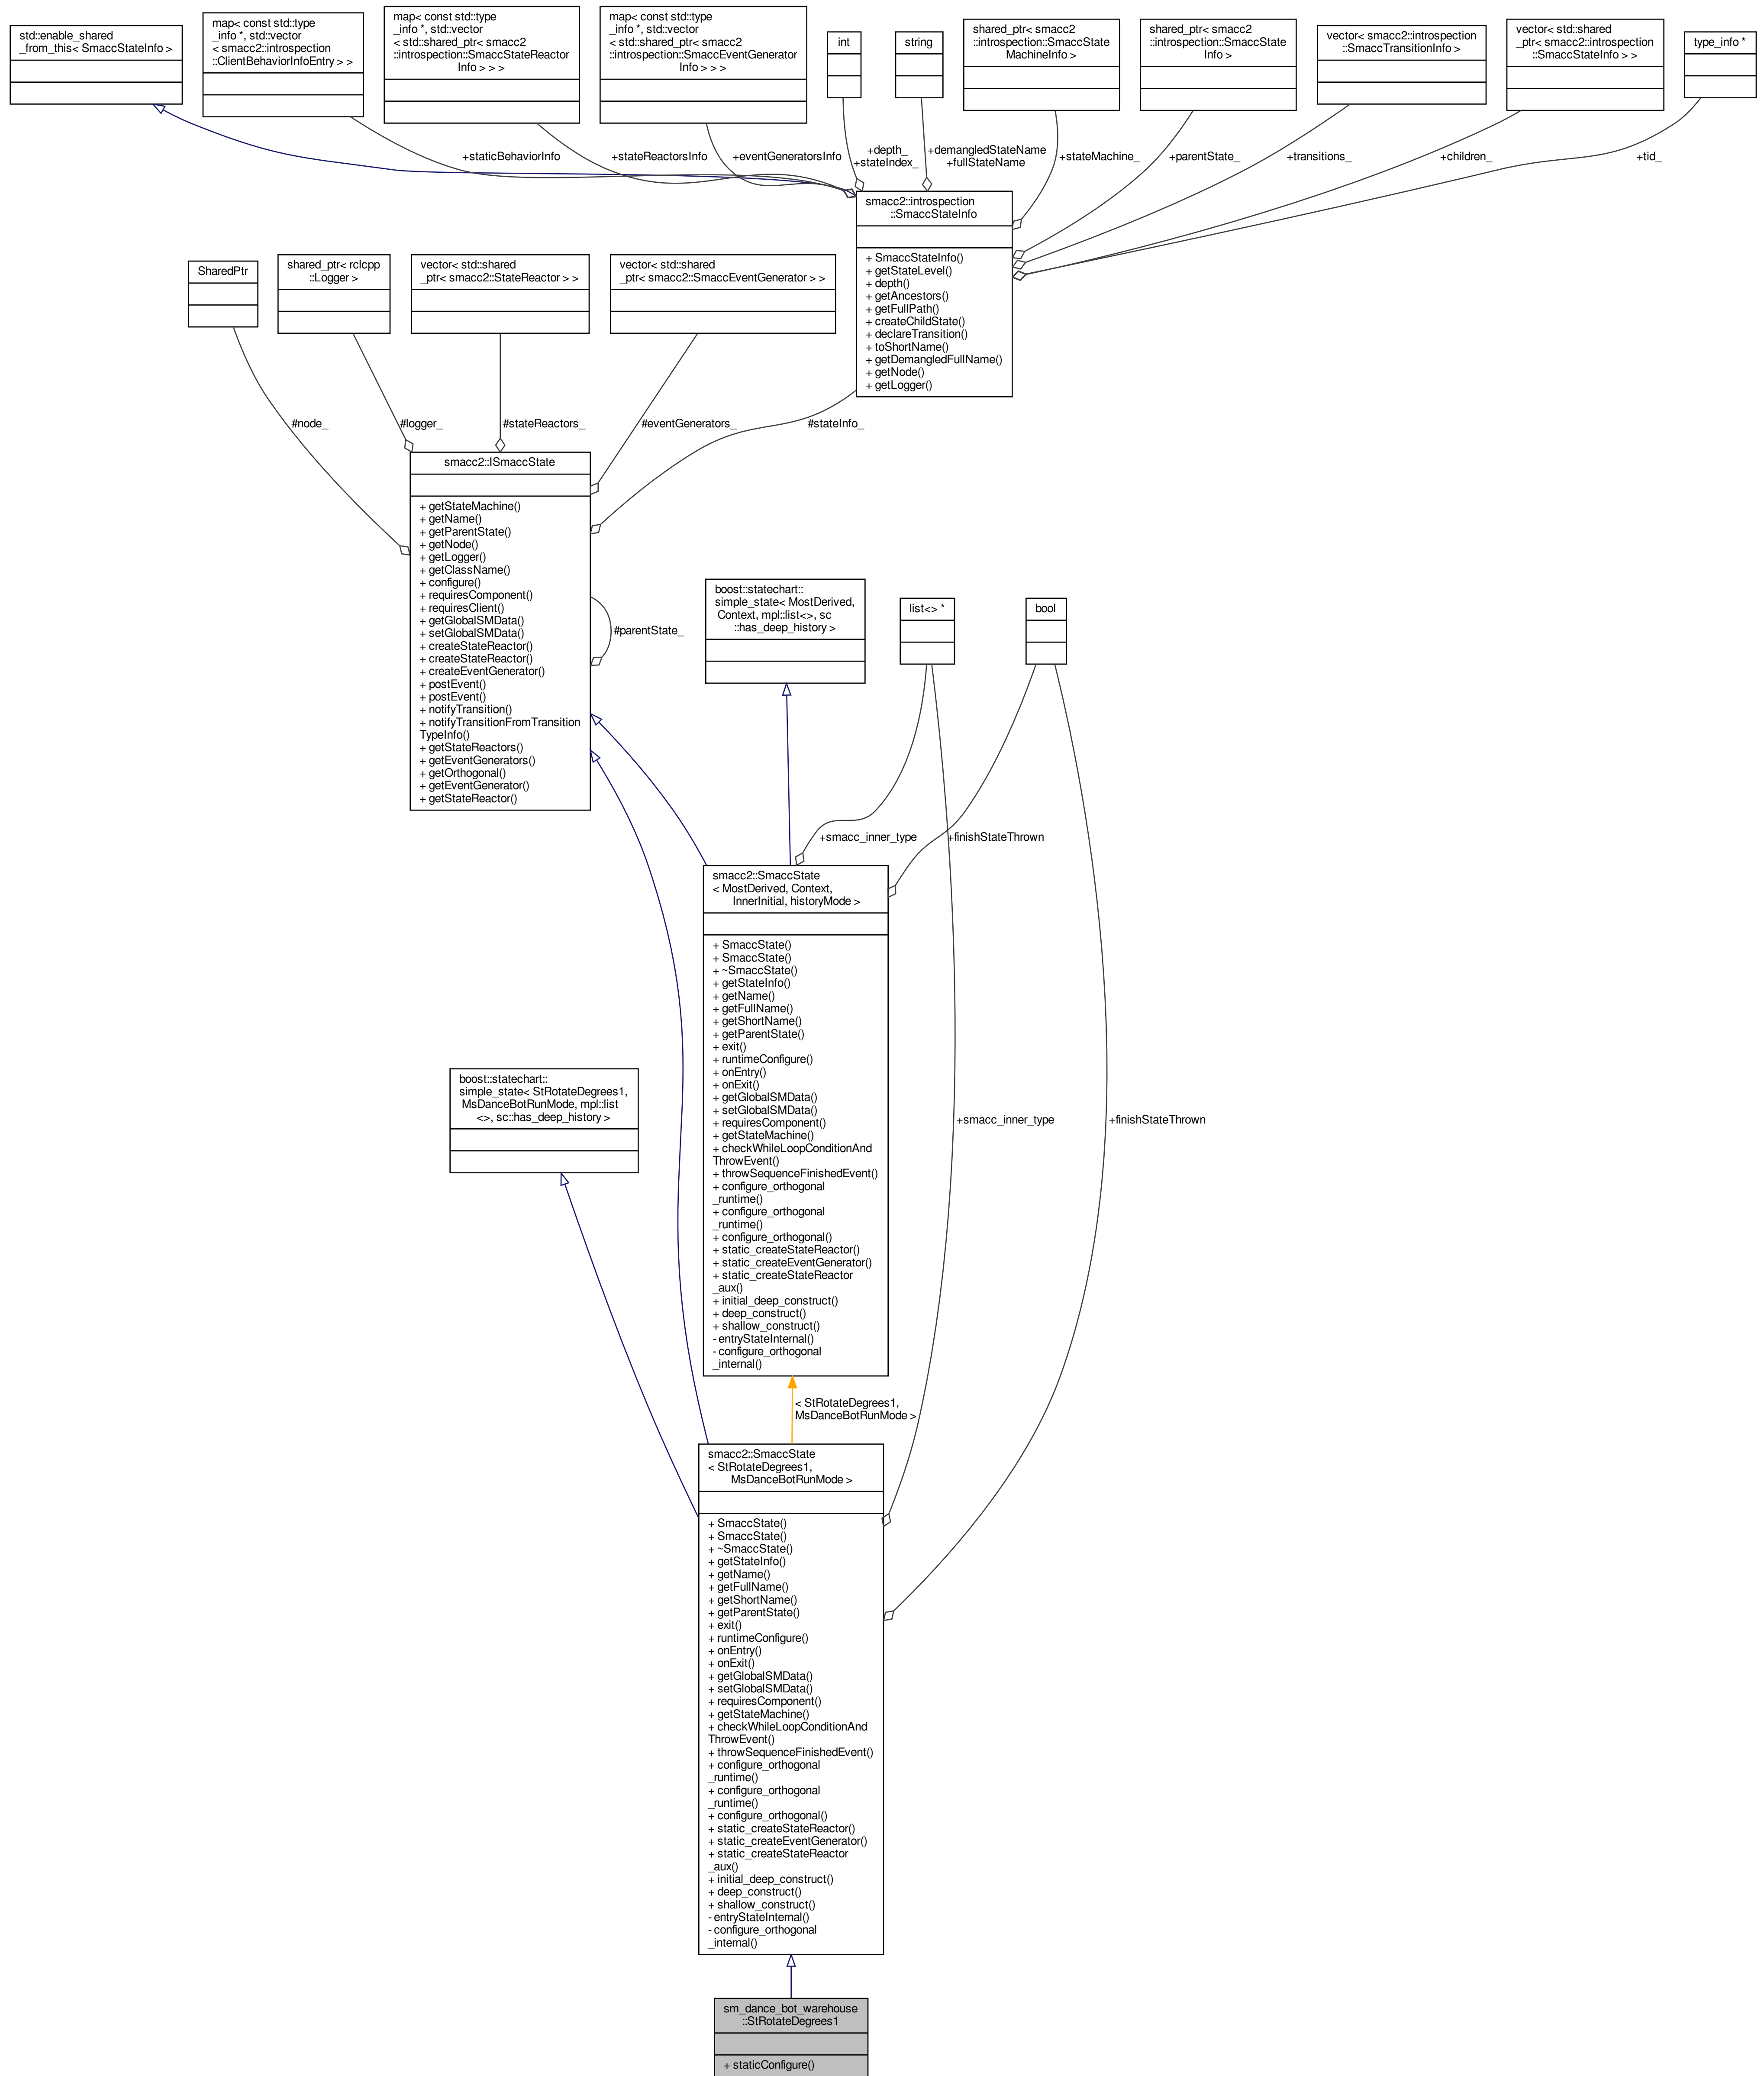 std::enable_shared
_from_this< SmaccStateInfo >
map< const std::type
_info *, std::vector
< smacc2::introspection
::ClientBehaviorInfoEntry > >
map< const std::type
_info *, std::vector
< std::shared_ptr< smacc2
::introspection::SmaccStateReactor
Info > > >
map< const std::type
_info *, std::vector
< std::shared_ptr< smacc2
::introspection::SmaccEventGenerator
Info > > >
int
string
shared_ptr< smacc2
::introspection::SmaccState
MachineInfo >
shared_ptr< smacc2
::introspection::SmaccState
Info >
vector< smacc2::introspection
::SmaccTransitionInfo >
vector< std::shared
_ptr< smacc2::introspection
::SmaccStateInfo > >
type_info *
+staticBehaviorInfo
+stateReactorsInfo
+eventGeneratorsInfo
+depth_
+stateIndex_
+demangledStateName
+fullStateName
+stateMachine_
+parentState_
+transitions_
+children_
+tid_
smacc2::introspection
::SmaccStateInfo
+ SmaccStateInfo()
+ getStateLevel()
+ depth()
+ getAncestors()
+ getFullPath()
+ createChildState()
+ declareTransition()
+ toShortName()
+ getDemangledFullName()
+ getNode()
+ getLogger()
SharedPtr
shared_ptr< rclcpp
::Logger >
vector< std::shared
_ptr< smacc2::StateReactor > >
vector< std::shared
_ptr< smacc2::SmaccEventGenerator > >
#node_
#logger_
#stateReactors_
#eventGenerators_
#stateInfo_
smacc2::ISmaccState
+ getStateMachine()
+ getName()
+ getParentState()
+ getNode()
+ getLogger()
+ getClassName()
+ configure()
+ requiresComponent()
+ requiresClient()
+ getGlobalSMData()
+ setGlobalSMData()
+ createStateReactor()
+ createStateReactor()
+ createEventGenerator()
+ postEvent()
+ postEvent()
+ notifyTransition()
+ notifyTransitionFromTransition
TypeInfo()
+ getStateReactors()
+ getEventGenerators()
+ getOrthogonal()
+ getEventGenerator()
+ getStateReactor()
#parentState_
boost::statechart::
simple_state< MostDerived,
Context, mpl::list<>, sc
::has_deep_history >
list<> *
bool
+smacc_inner_type
+finishStateThrown
smacc2::SmaccState
< MostDerived, Context,
InnerInitial, historyMode >
+ SmaccState()
+ SmaccState()
+ ~SmaccState()
+ getStateInfo()
+ getName()
+ getFullName()
+ getShortName()
+ getParentState()
+ exit()
+ runtimeConfigure()
+ onEntry()
+ onExit()
+ getGlobalSMData()
+ setGlobalSMData()
+ requiresComponent()
+ getStateMachine()
+ checkWhileLoopConditionAnd
ThrowEvent()
+ throwSequenceFinishedEvent()
+ configure_orthogonal
_runtime()
+ configure_orthogonal
_runtime()
+ configure_orthogonal()
+ static_createStateReactor()
+ static_createEventGenerator()
+ static_createStateReactor
_aux()
+ initial_deep_construct()
+ deep_construct()
+ shallow_construct()
- entryStateInternal()
- configure_orthogonal
_internal()
boost::statechart::
simple_state< StRotateDegrees1,
MsDanceBotRunMode, mpl::list
<>, sc::has_deep_history >
+smacc_inner_type
+finishStateThrown
< StRotateDegrees1,
MsDanceBotRunMode >
smacc2::SmaccState
< StRotateDegrees1,
MsDanceBotRunMode >
+ SmaccState()
+ SmaccState()
+ ~SmaccState()
+ getStateInfo()
+ getName()
+ getFullName()
+ getShortName()
+ getParentState()
+ exit()
+ runtimeConfigure()
+ onEntry()
+ onExit()
+ getGlobalSMData()
+ setGlobalSMData()
+ requiresComponent()
+ getStateMachine()
+ checkWhileLoopConditionAnd
ThrowEvent()
+ throwSequenceFinishedEvent()
+ configure_orthogonal
_runtime()
+ configure_orthogonal
_runtime()
+ configure_orthogonal()
+ static_createStateReactor()
+ static_createEventGenerator()
+ static_createStateReactor
_aux()
+ initial_deep_construct()
+ deep_construct()
+ shallow_construct()
- entryStateInternal()
- configure_orthogonal
_internal()
sm_dance_bot_warehouse
::StRotateDegrees1
+ staticConfigure()